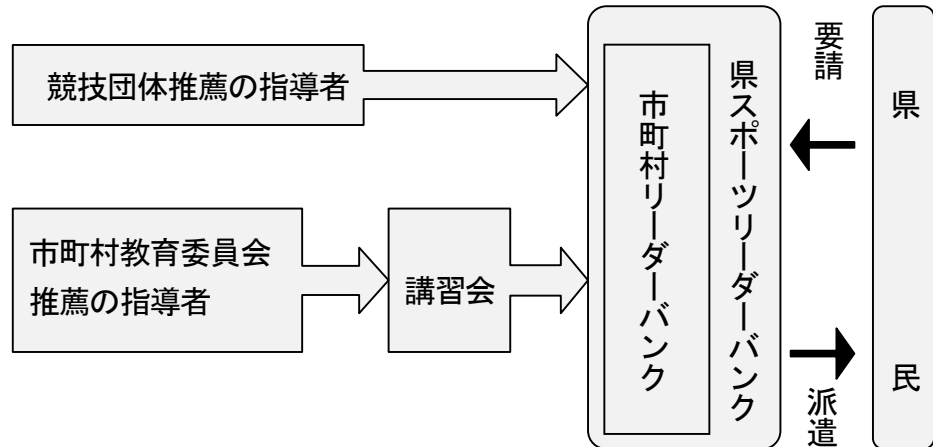 競技団体推薦の指導者
市町村教育委員会
推薦の指導者
講習会
市町村リーダーバンク
県スポーツリーダーバンク
要請
派遣
県民